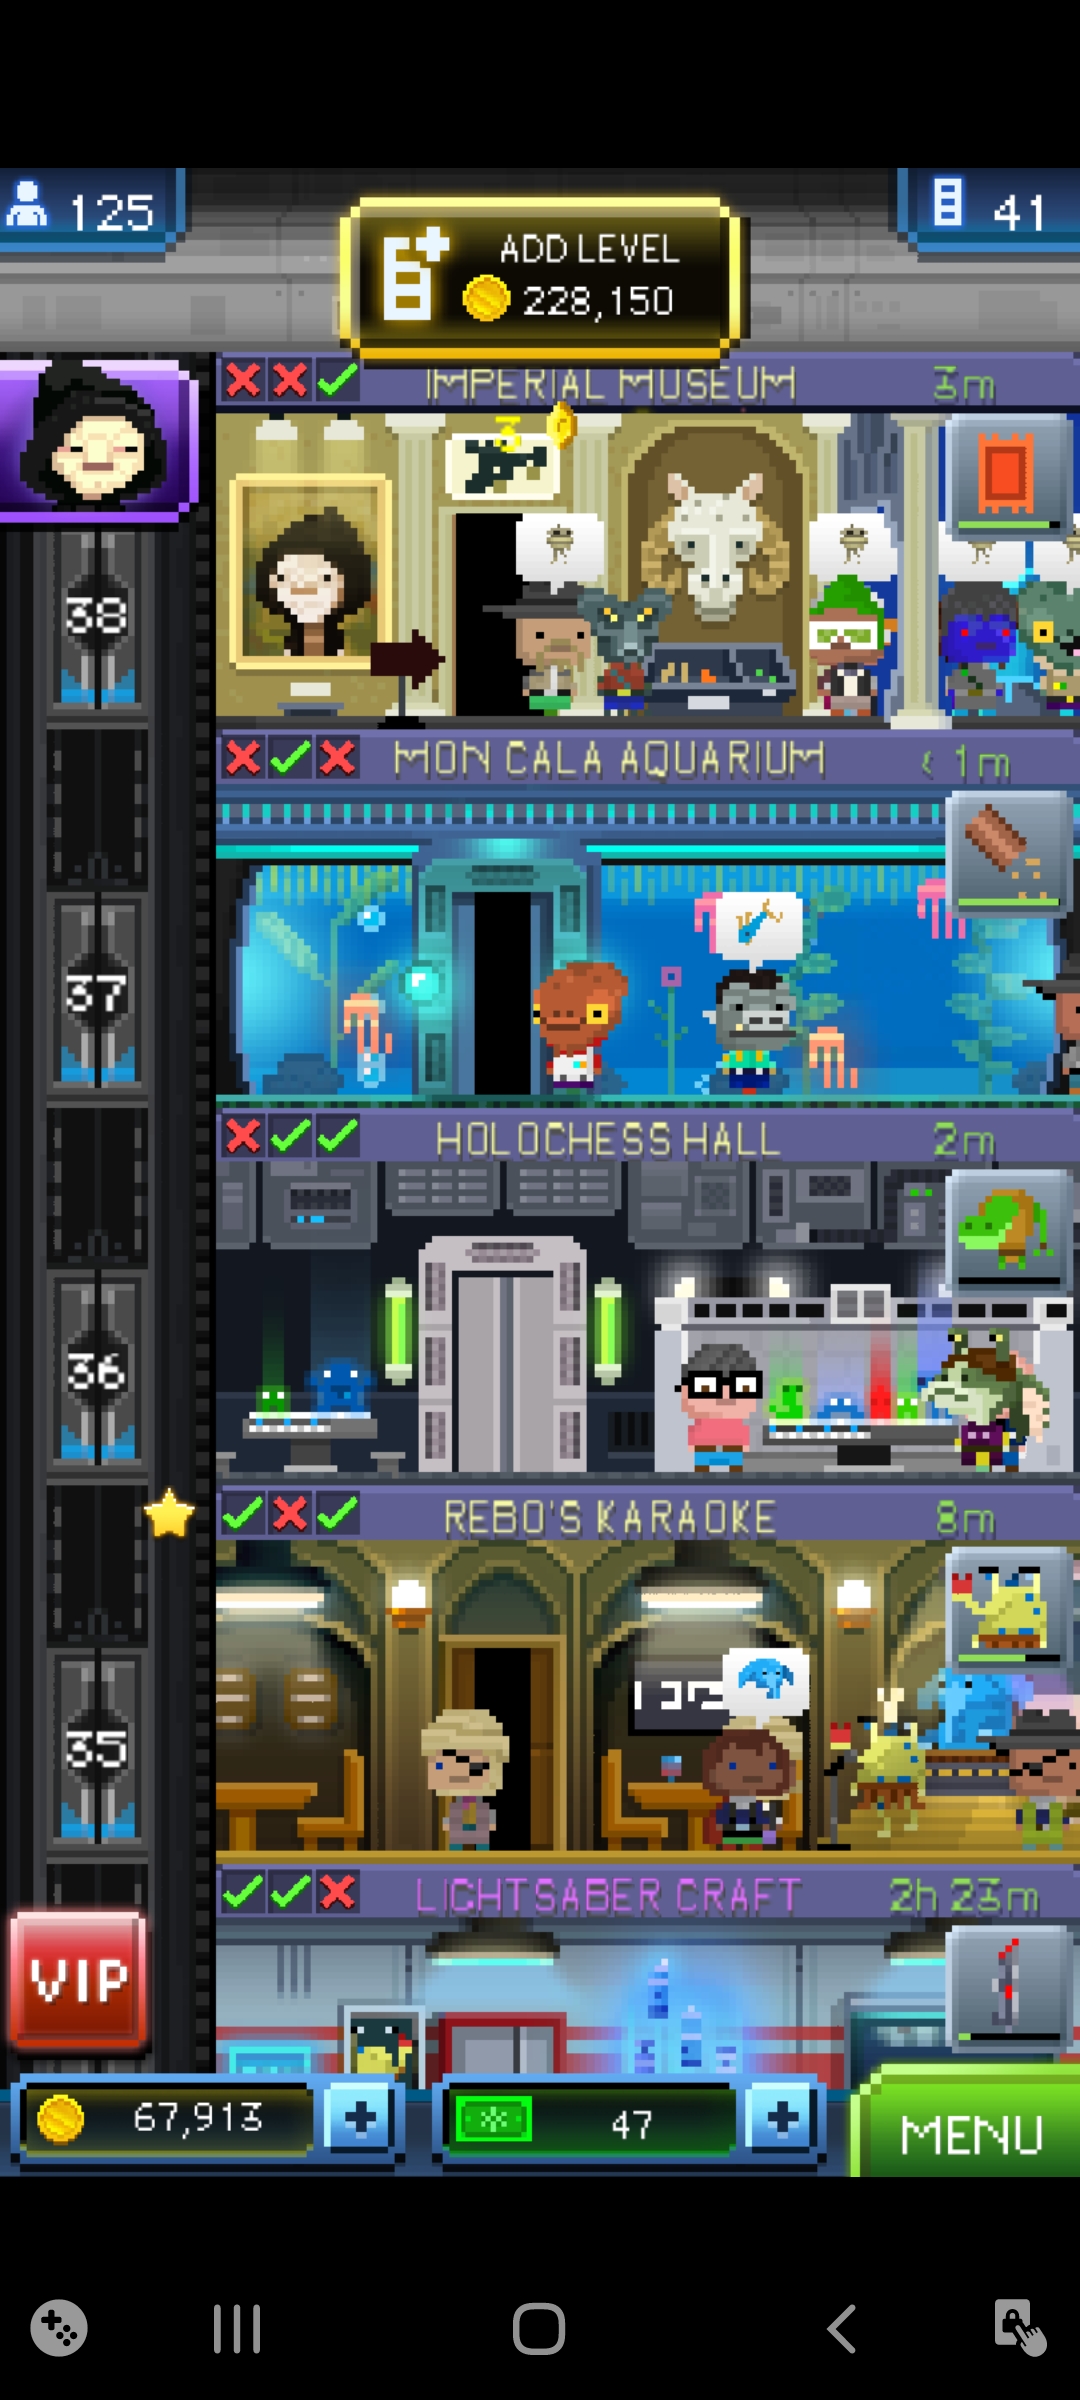 125
ADD LEVEL
228,150
41
IMPERIAL MUSEUM 3m
3
38
MON CALA AQUARIUM < 1m
37
HOLOCHESS HALL 2m
36
REBO'S KARAOKE 8m
35
LIGHTSABER CRAFT 2h 23m
VIP
67,913
47
MENU